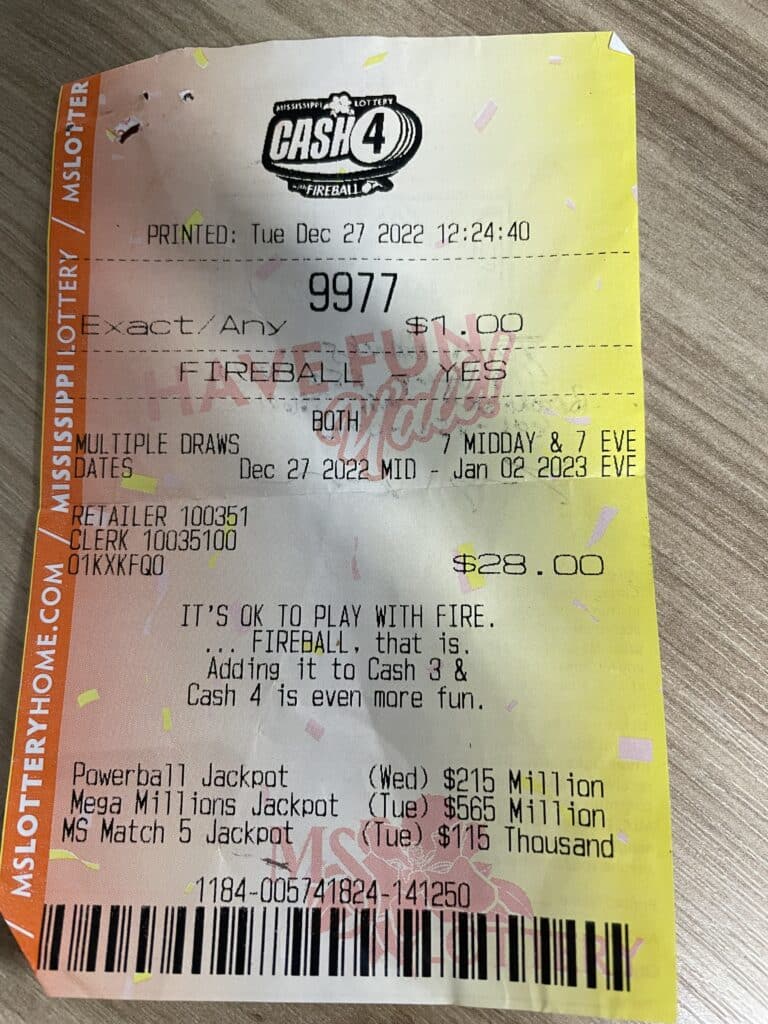 MISSISSIPPI LOTTERY
CASH 4
with FIREBALL
PRINTED: Tue Dec 27 2022 12:24:40
9977
Exact/Any $1.00
HAVE FUN
Y'all!
FIREBALL - YES
BOTH
MULTIPLE DRAWS 7 MIDDAY & 7 EVE
DATES Dec 27 2022 MID - Jan 02 2023 EVE
RETAILER 100351
CLERK 10035100
01KXKFQ0 $28.00
IT'S OK TO PLAY WITH FIRE.
... FIREBALL, that is.
Adding it to Cash 3 &
Cash 4 is even more fun.
Powerball Jackpot (Wed) $215 Million
Mega Millions Jackpot (Tue) $565 Million
MS Match 5 Jackpot (Tue) $115 Thousand
1184-005741824-141250
MS
LOTTERY
/ MSLOTTERYHOME.COM / MISSISSIPPI LOTTERY / MSLOTTER